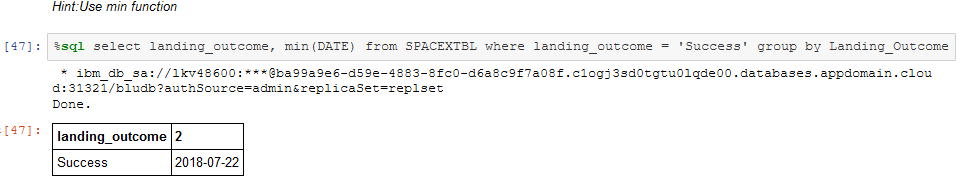 Hint:Use min function
[47]: %sql select landing_outcome, min(DATE) from SPACEXTBL where landing_outcome = 'Success' group by Landing_Outcome
* ibm_db_sa://lkv48600:***@ba99a9e6-d59e-4883-8fc0-d6a8c9f7a08f.c1ogj3sd0tgtu0lqde00.databases.appdomain.clou
d:31321/bludb?authSource=admin&replicaSet=replset
Done.
[47]:
landing_outcome 2
Success 2018-07-22